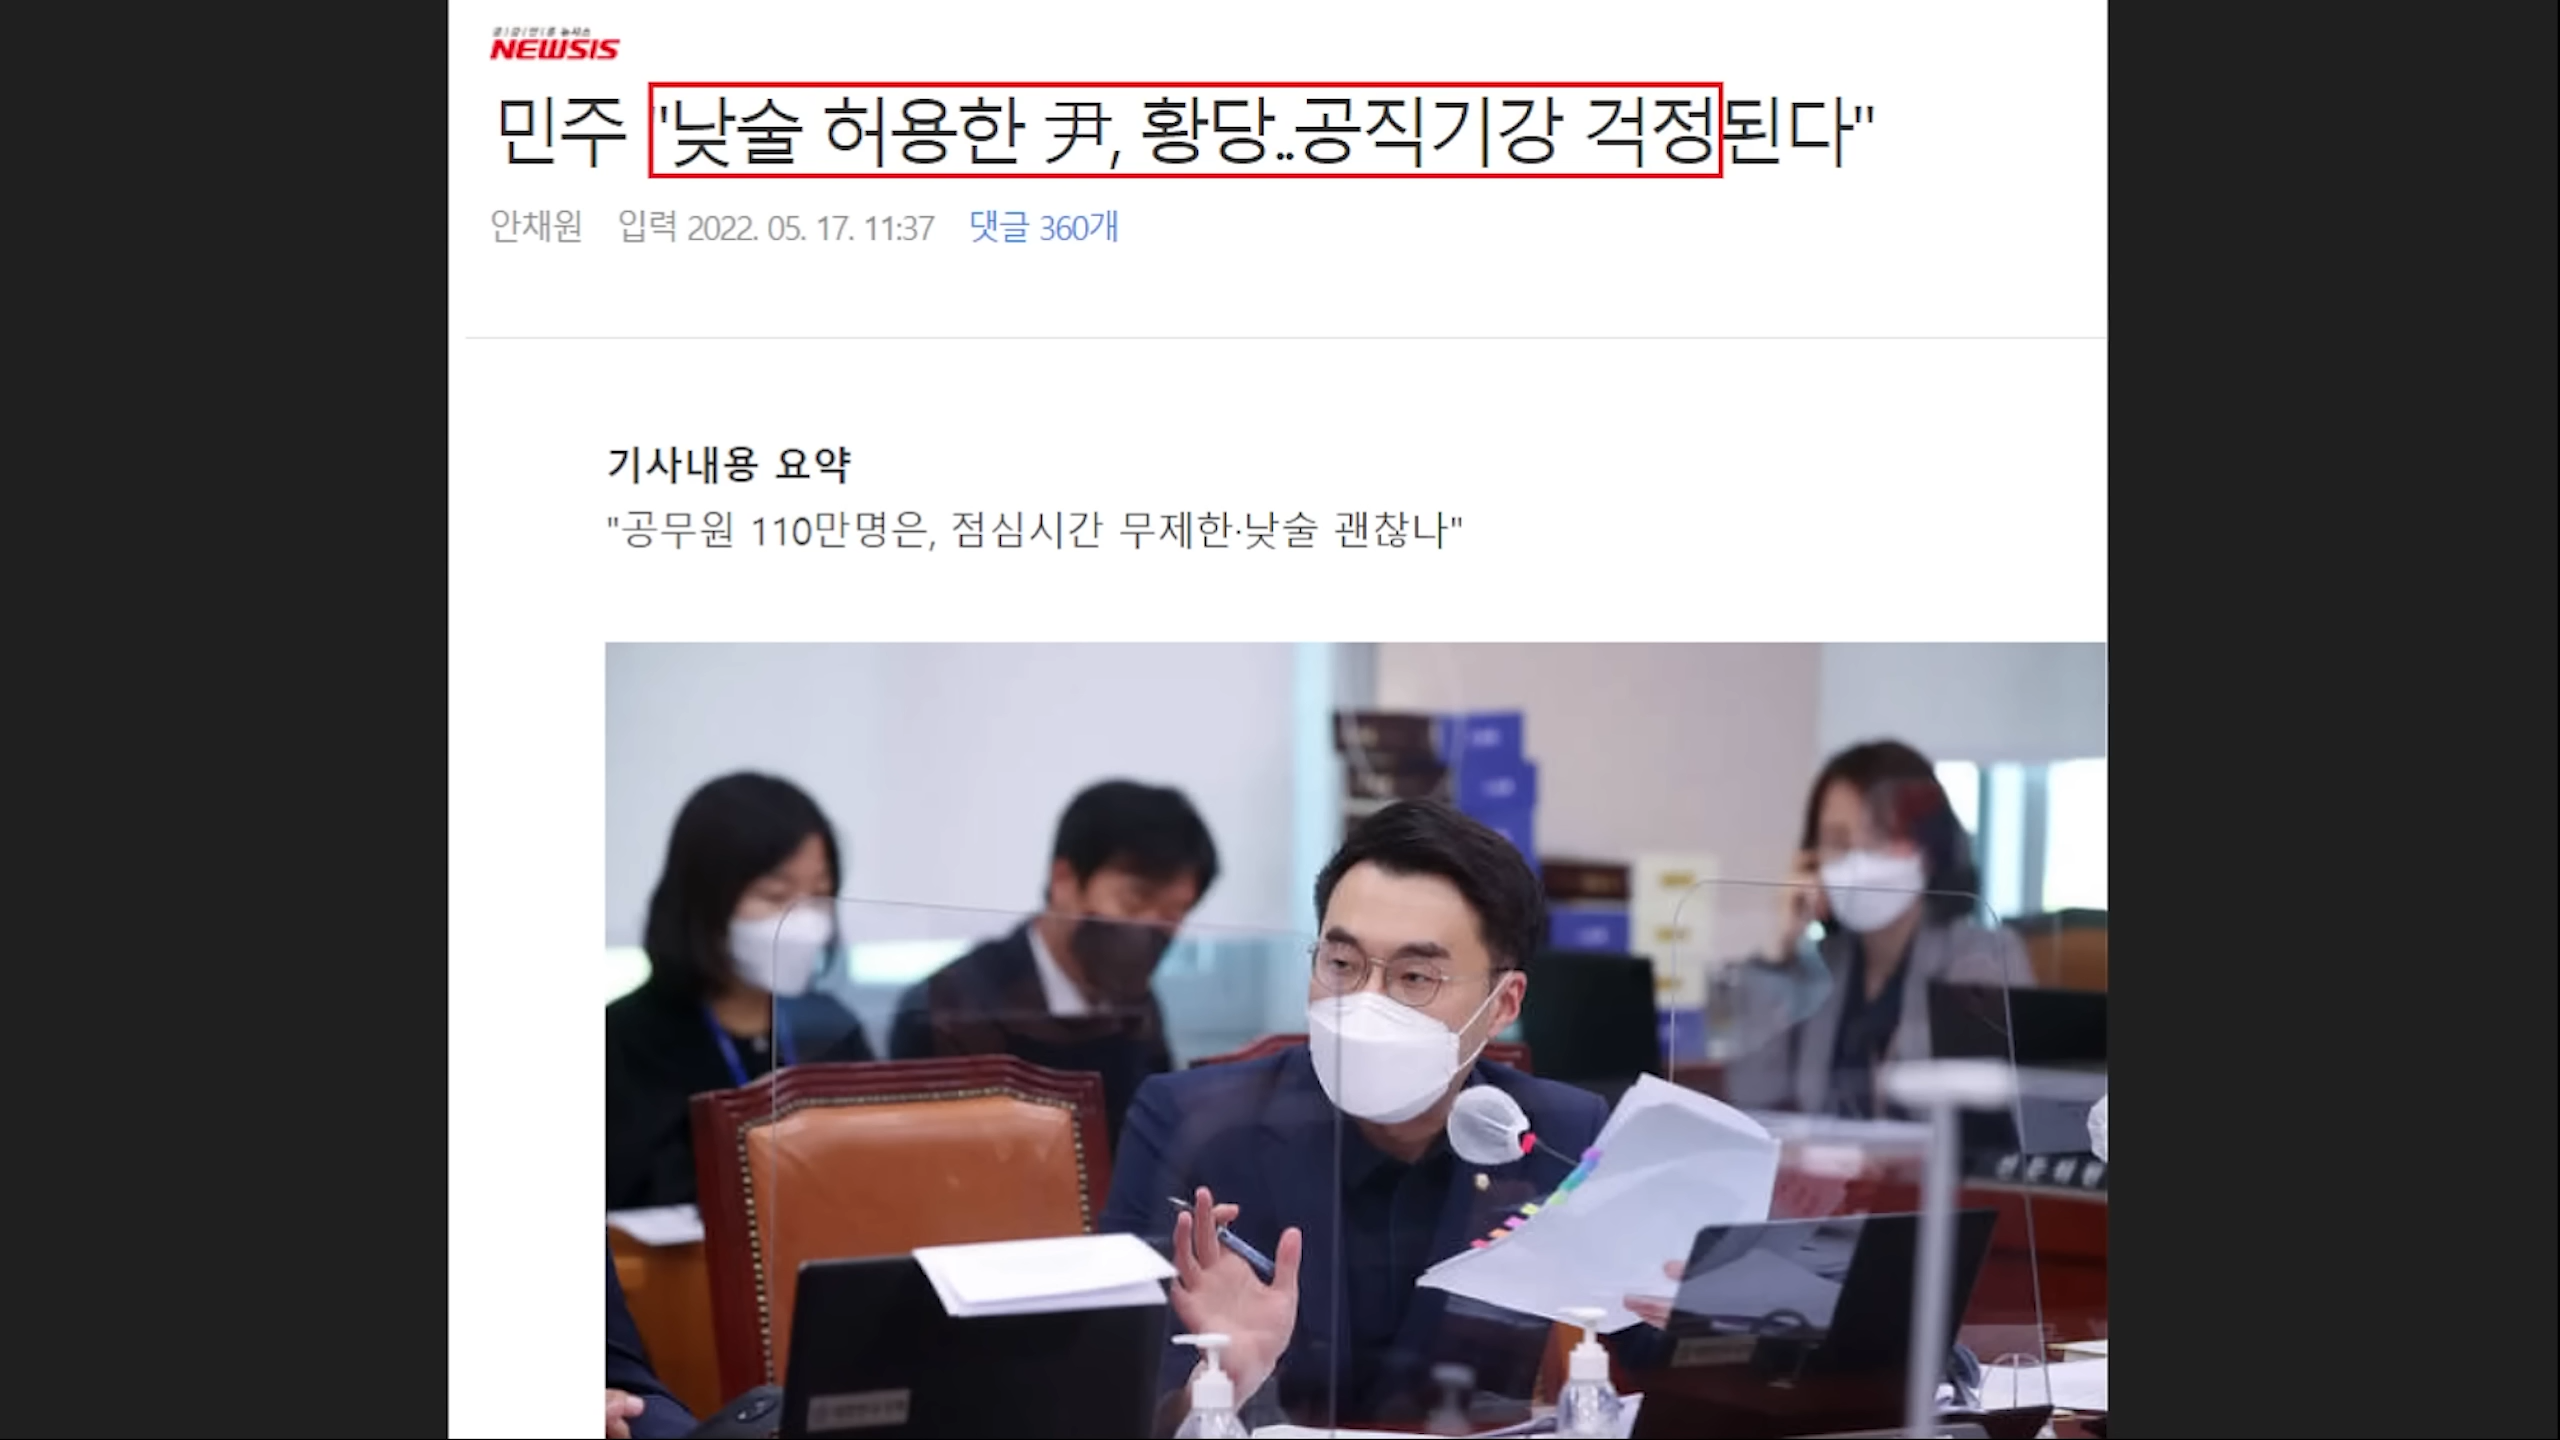 NEWSIS
민주 "낮술 허용한 尹, 황당..공직기강 걱정된다"
안채원 입력 2022. 05. 17. 11:37 댓글 360개
기사내용 요약
"공무원 110만명은, 점심시간 무제한·낮술 괜찮나"